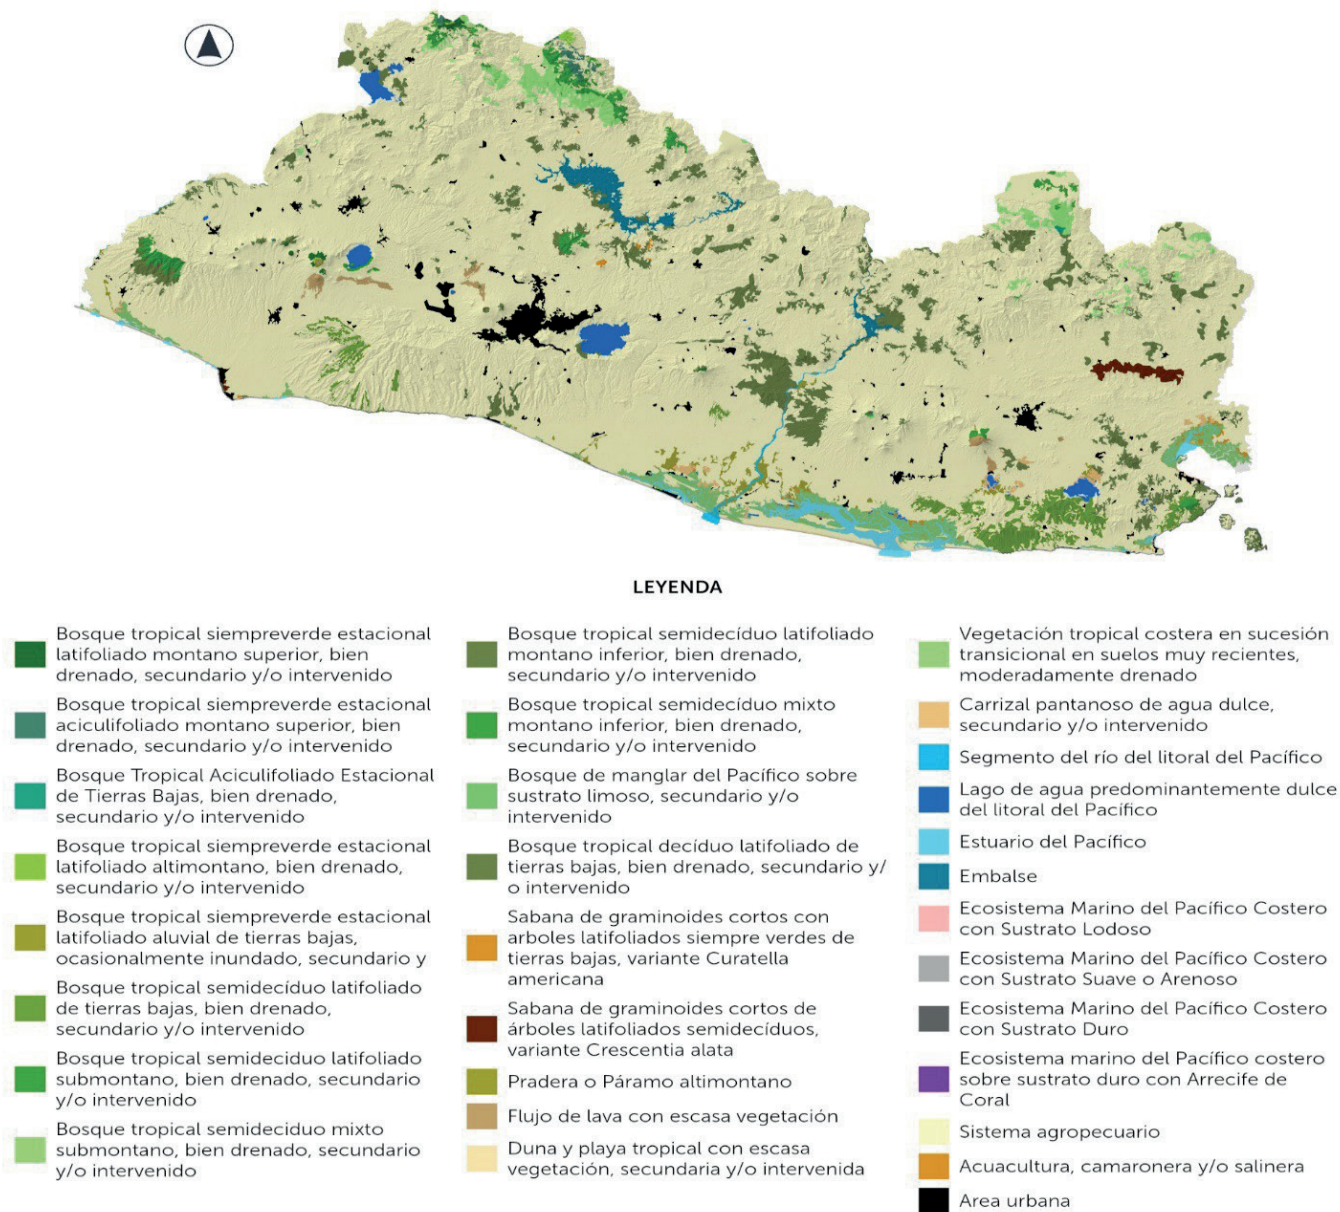 LEYENDA
Bosque tropical siempreverde estacional
latifoliado montano superior, bien
drenado, secundario y/o intervenido
Bosque tropical siempreverde estacional
aciculifoliado montano superior, bien
drenado, secundario y/o intervenido
Bosque Tropical Aciculifoliado Estacional
de Tierras Bajas, bien drenado,
secundario y/o intervenido
Bosque tropical siempreverde estacional
latifoliado altimontano, bien drenado,
secundario y/o intervenido
Bosque tropical siempreverde estacional
latifoliado aluvial de tierras bajas,
ocasionalmente inundado, secundario y
Bosque tropical semidecíduo latifoliado
de tierras bajas, bien drenado,
secundario y/o intervenido
Bosque tropical semideciduo latifoliado
submontano, bien drenado, secundario
y/o intervenido
Bosque tropical semideciduo mixto
submontano, bien drenado, secundario
y/o intervenido
Bosque tropical semidecíduo latifoliado
montano inferior, bien drenado,
secundario y/o intervenido
Bosque tropical semidecíduo mixto
montano inferior, bien drenado,
secundario y/o intervenido
Bosque de manglar del Pacífico sobre
sustrato limoso, secundario y/o
intervenido
Bosque tropical decíduo latifoliado de
tierras bajas, bien drenado, secundario y/
o intervenido
Sabana de graminoides cortos con
arboles latifoliados siempre verdes de
tierras bajas, variante Curatella
americana
Sabana de graminoides cortos de
árboles latifoliados semidecíduos,
variante Crescentia alata
Pradera o Páramo altimontano
Flujo de lava con escasa vegetación
Duna y playa tropical con escasa
vegetación, secundaria y/o intervenida
Vegetación tropical costera en sucesión
transicional en suelos muy recientes,
moderadamente drenado
Carrizal pantanoso de agua dulce,
secundario y/o intervenido
Segmento del río del litoral del Pacífico
Lago de agua predominantemente dulce
del litoral del Pacífico
Estuario del Pacífico
Embalse
Ecosistema Marino del Pacífico Costero
con Sustrato Lodoso
Ecosistema Marino del Pacífico Costero
con Sustrato Suave o Arenoso
Ecosistema Marino del Pacífico Costero
con Sustrato Duro
Ecosistema marino del Pacífico costero
sobre sustrato duro con Arrecife de
Coral
Sistema agropecuario
Acuacultura, camaronera y/o salinera
Area urbana